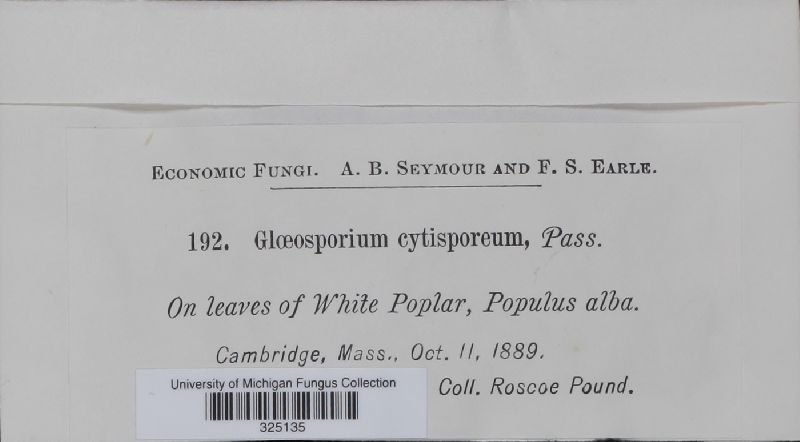 Economic Fungi. A. B. Seymour and F. S. Earle.
192. Glœosporium cytisporeum, Pass.
On leaves of White Poplar, Populus alba.
Cambridge, Mass., Oct. 11, 1889.
Coll. Roscoe Pound.
University of Michigan Fungus Collection
325135